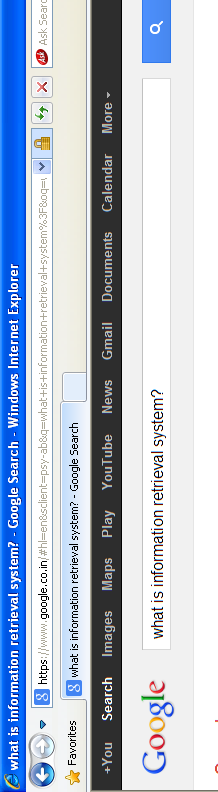 what is information retrieval system? - Google Search - Windows Internet Explorer
https://www.google.co.in/#hl=en&sclient=psy-ab&q=what+is+information+retrieval+system%3F&oq=
Ask Searc
Favorites
what is information retrieval system? - Google Search
+You Search Images Maps Play YouTube News Gmail Documents Calendar More
Google
what is information retrieval system?